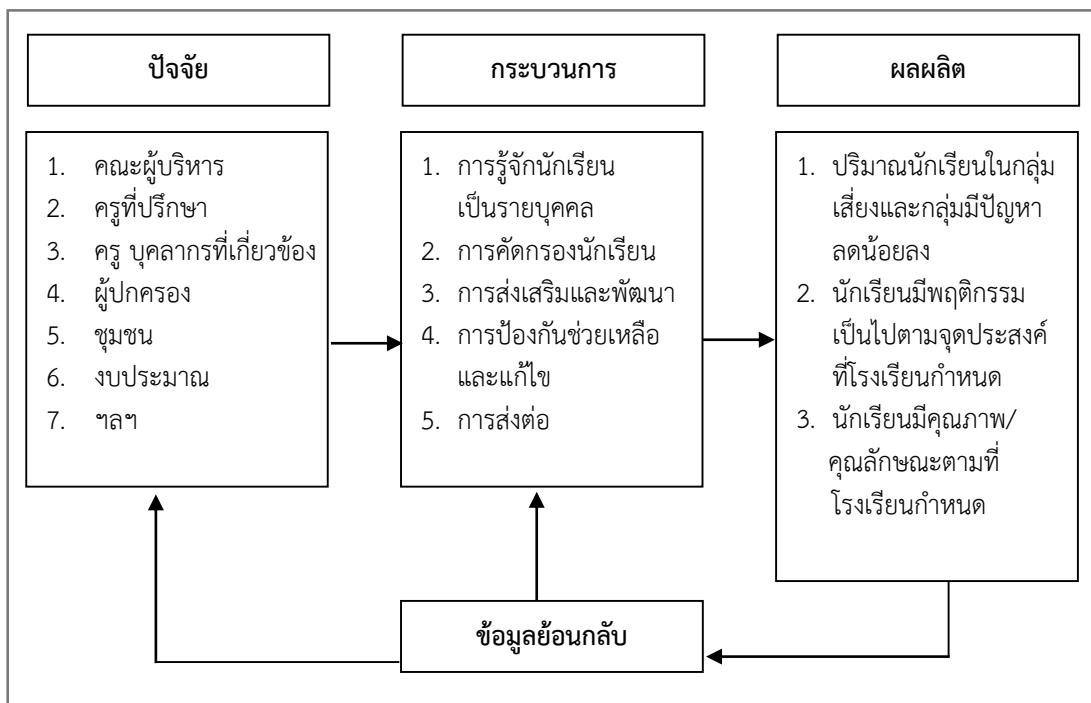 ปัจจัย
กระบวนการ
ผลผลิต
1. คณะผู้บริหาร
2. ครูที่ปรึกษา
3. ครู บุคลากรที่เกี่ยวข้อง
4. ผู้ปกครอง
5. ชุมชน
6. งบประมาณ
7. ฯลฯ
1. การรู้จักนักเรียน
เป็นรายบุคคล
2. การคัดกรองนักเรียน
3. การส่งเสริมและพัฒนา
4. การป้องกันช่วยเหลือ
และแก้ไข
5. การส่งต่อ
1. ปริมาณนักเรียนในกลุ่ม
เสี่ยงและกลุ่มมีปัญหา
ลดน้อยลง
2. นักเรียนมีพฤติกรรม
เป็นไปตามจุดประสงค์
ที่โรงเรียนกำหนด
3. นักเรียนมีคุณภาพ/
คุณลักษณะตามที่
โรงเรียนกำหนด
ข้อมูลย้อนกลับ